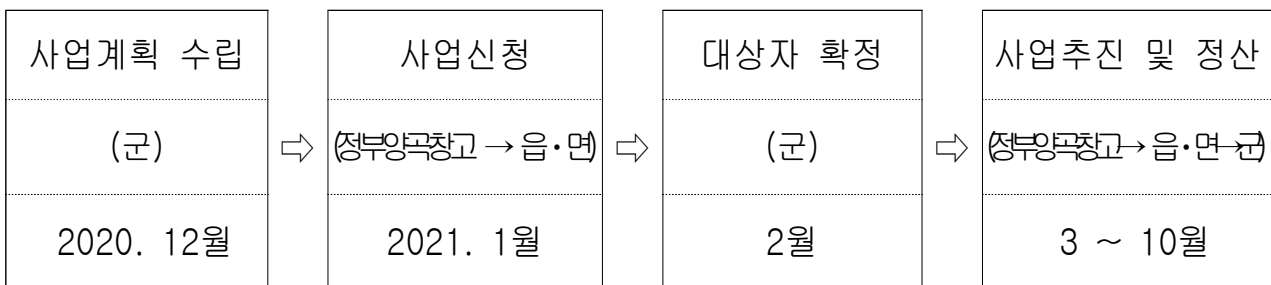 사업계획 수립
(군)
2020. 12월
⇨
사업신청
(정부양곡창고 → 읍·면)
2021. 1월
⇨
대상자 확정
(군)
2월
⇨
사업추진 및 정산
(정부양곡창고→ 읍·면→군)
3 ~ 10월